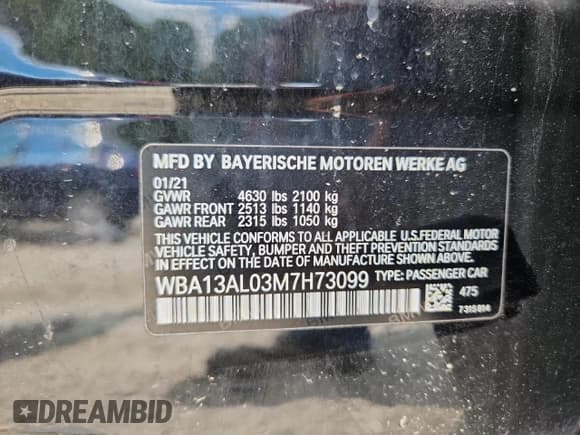 MFD BY BAYERISCHE MOTOREN WERKE AG
01/21
GVWR 4630 lbs 2100 kg
GAWR FRONT 2513 lbs 1140 kg
GAWR REAR 2315 lbs 1050 kg
THIS VEHICLE CONFORMS TO ALL APPLICABLE U.S.FEDERAL MOTOR
VEHICLE SAFETY, BUMPER AND THEFT PREVENTION STANDARDS
IN EFFECT ON THE DATE OF MANUFACTURE SHOWN ABOVE.
WBA13AL03M7H73099 TYPE: PASSENGER CAR
475
7315014
DREAMBID